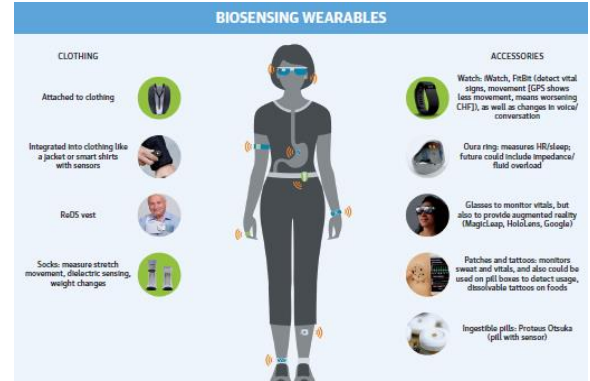 BIOSENSING WEARABLES
CLOTHING
Attached to clothing
Integrated into clothing like
a jacket or smart shirts
with sensors
ReDS vest
Socks: measure stretch
movement, dielectric sensing,
weight changes
ACCESSORIES
Watch: iWatch, FitBit (detect vital
signs, movement [GPS shows
less movement, means worsening
CHF]), as well as changes in voice/
conversation
Oura ring: measures HR/sleep;
future could include impedance/
fluid overload
Glasses to monitor vitals, but
also to provide augmented reality
(MagicLeap, HoloLens, Google)
Patches and tattoos: monitors
sweat and vitals, and also could be
used on pill boxes to detect usage,
dissolvable tattoos on foods
Ingestible pills: Proteus Otsuka
(pill with sensor)